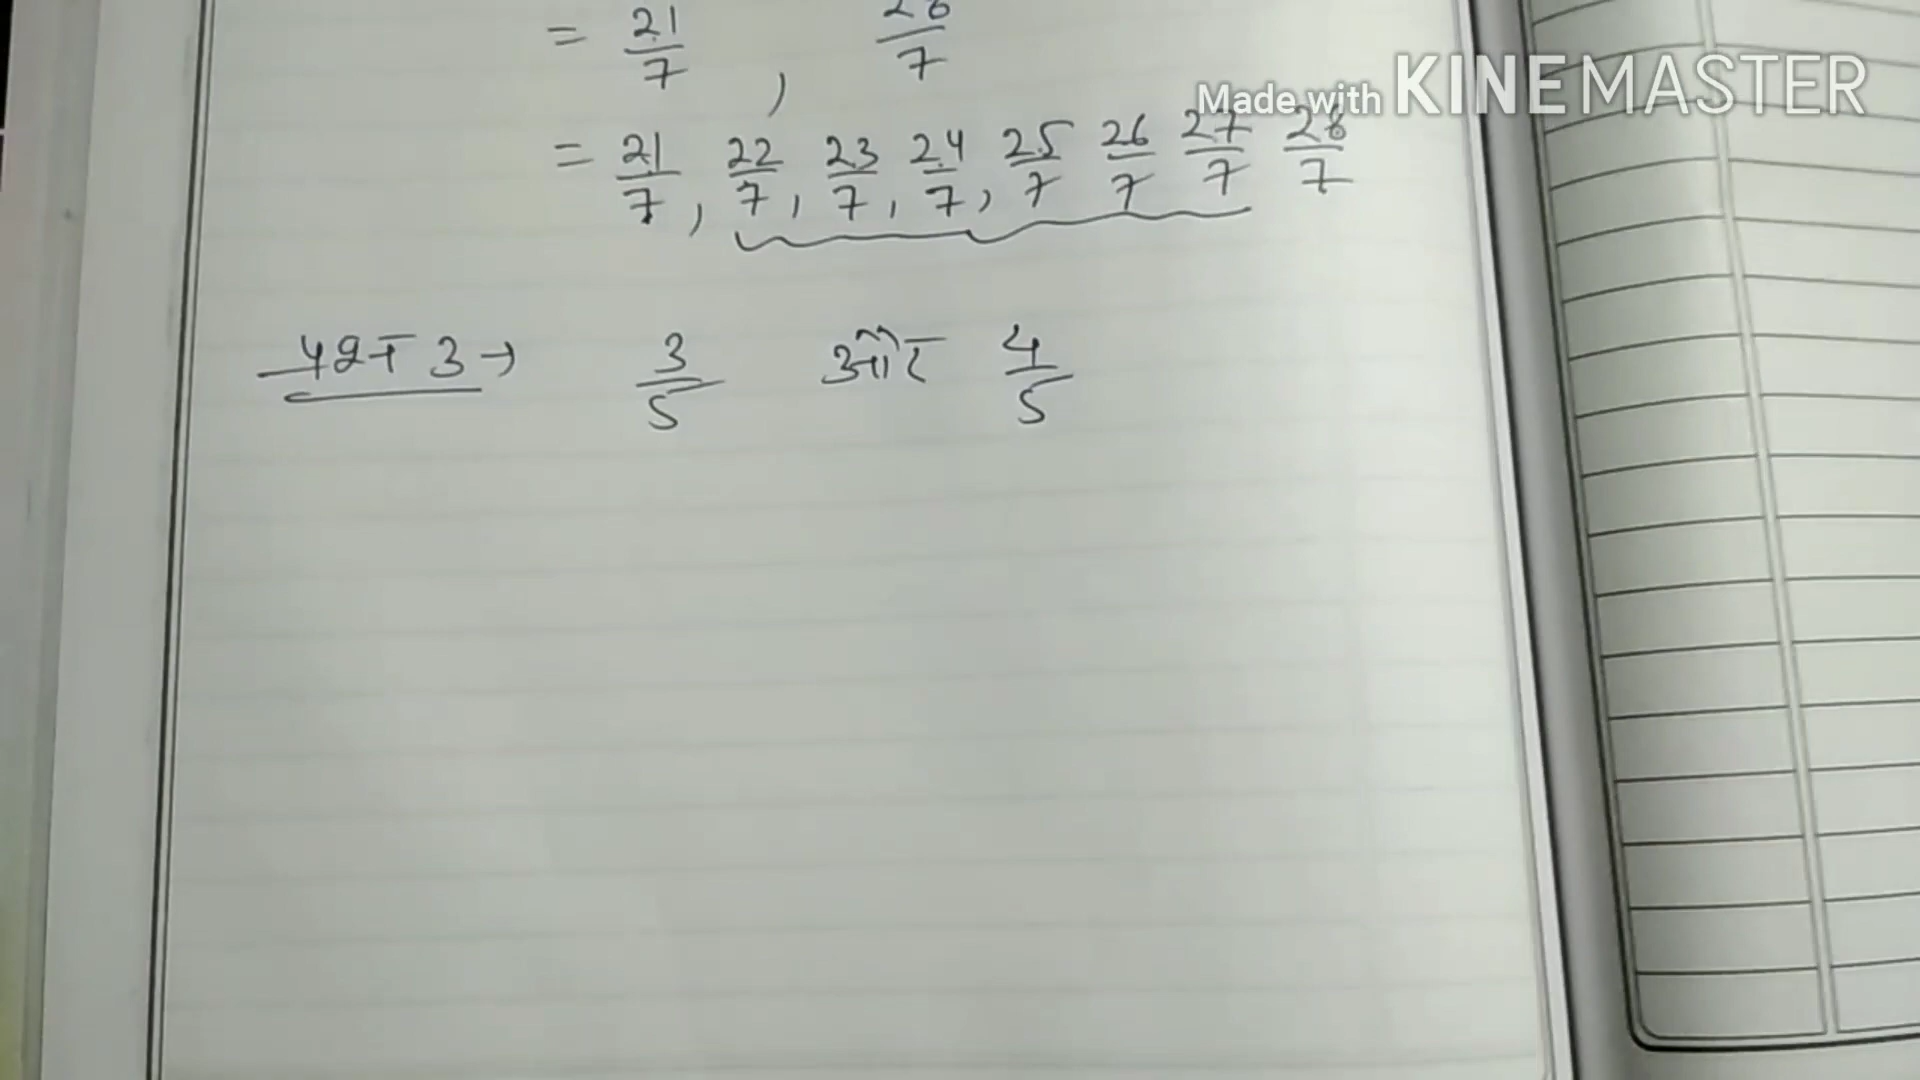 = 21/7 , 28/7
Made with KINEMASTER
= 21/7, 22/7, 23/7, 24/7, 25/7 26/7 27/7 28/7
प्रश्न 3 → 3/5 और 4/5